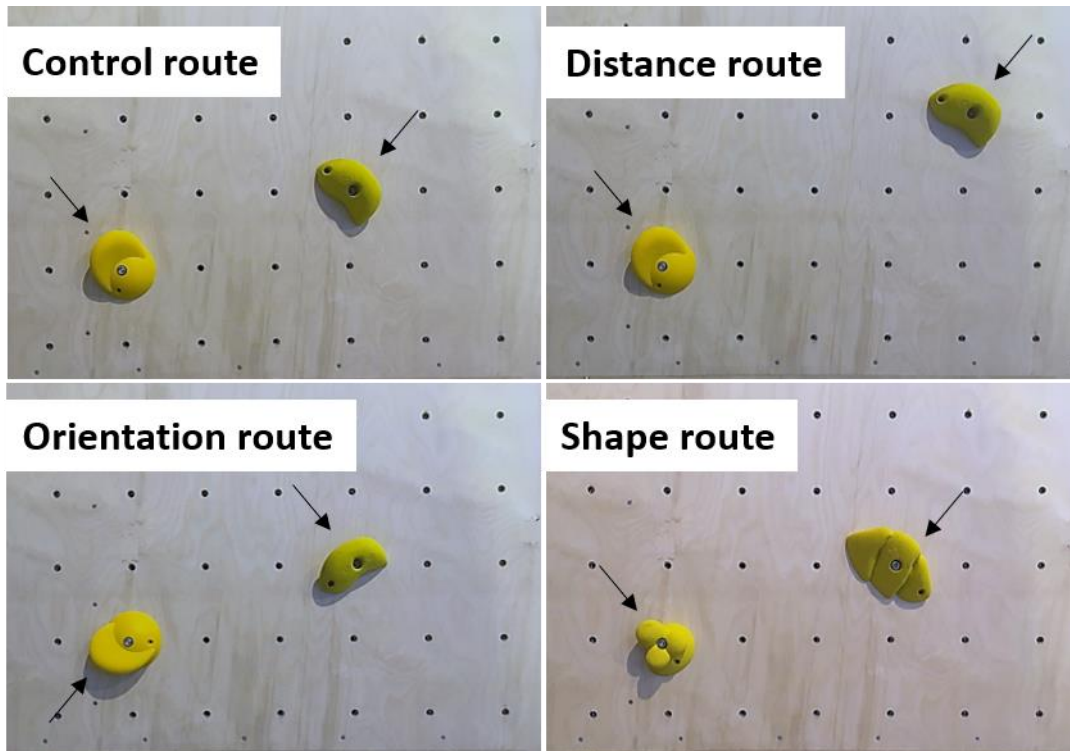 Control route
Distance route
Orientation route
Shape route